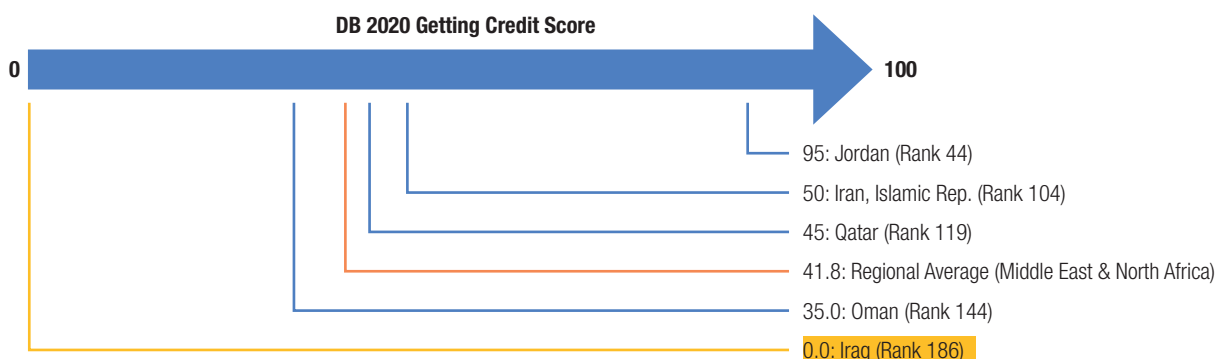 DB 2020 Getting Credit Score
0
100
95: Jordan (Rank 44)
50: Iran, Islamic Rep. (Rank 104)
45: Qatar (Rank 119)
41.8: Regional Average (Middle East & North Africa)
35.0: Oman (Rank 144)
0.0: Iraq (Rank 186)